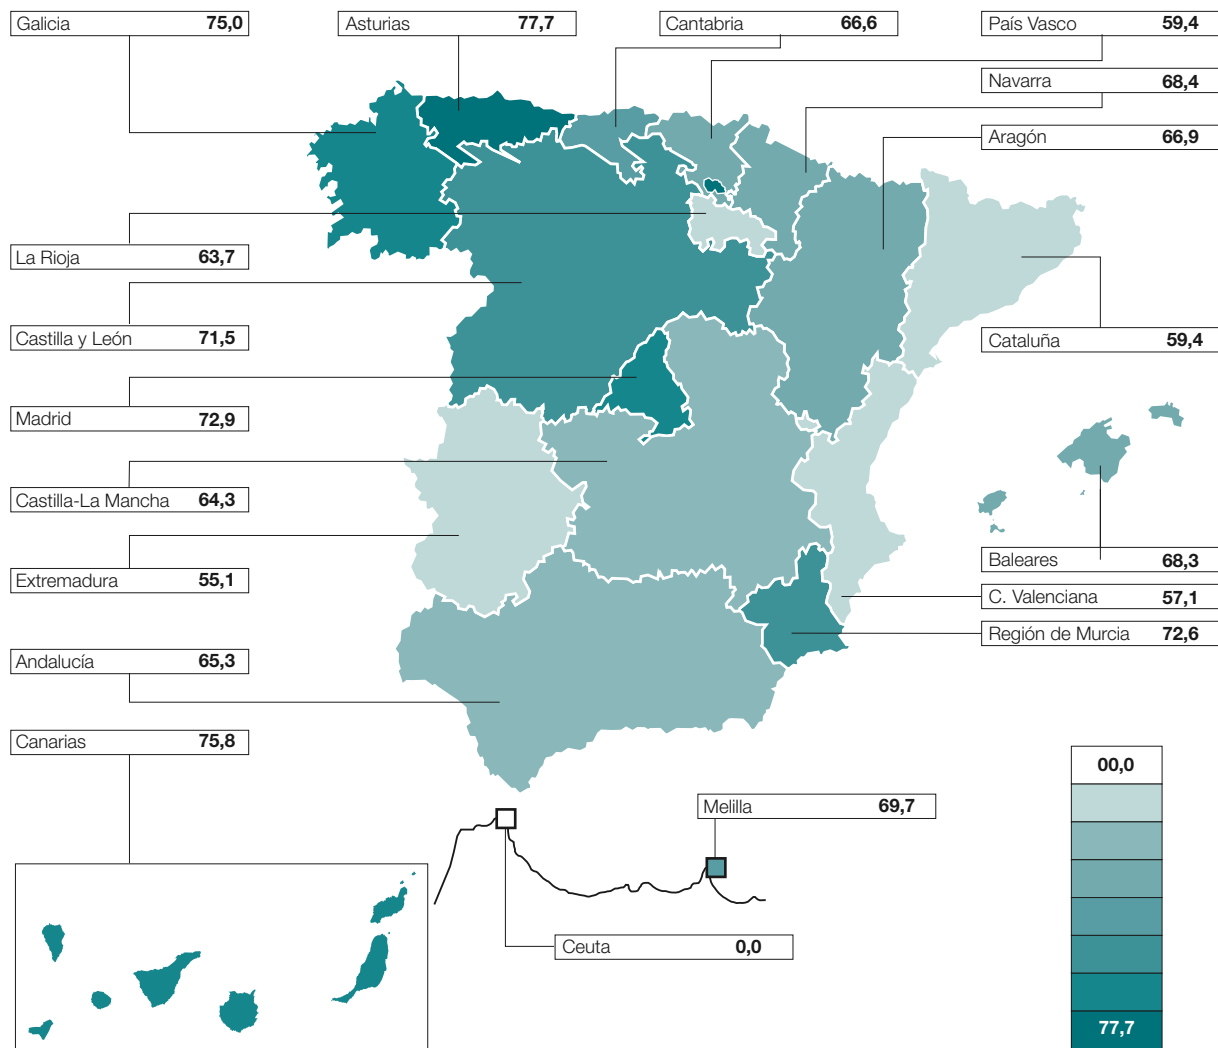 Galicia 75,0
Asturias 77,7
Cantabria 66,6
País Vasco 59,4
Navarra 68,4
Aragón 66,9
La Rioja 63,7
Castilla y León 71,5
Cataluña 59,4
Madrid 72,9
Castilla-La Mancha 64,3
Extremadura 55,1
Baleares 68,3
C. Valenciana 57,1
Región de Murcia 72,6
Andalucía 65,3
Canarias 75,8
00,0
Melilla 69,7
Ceuta 0,0
77,7